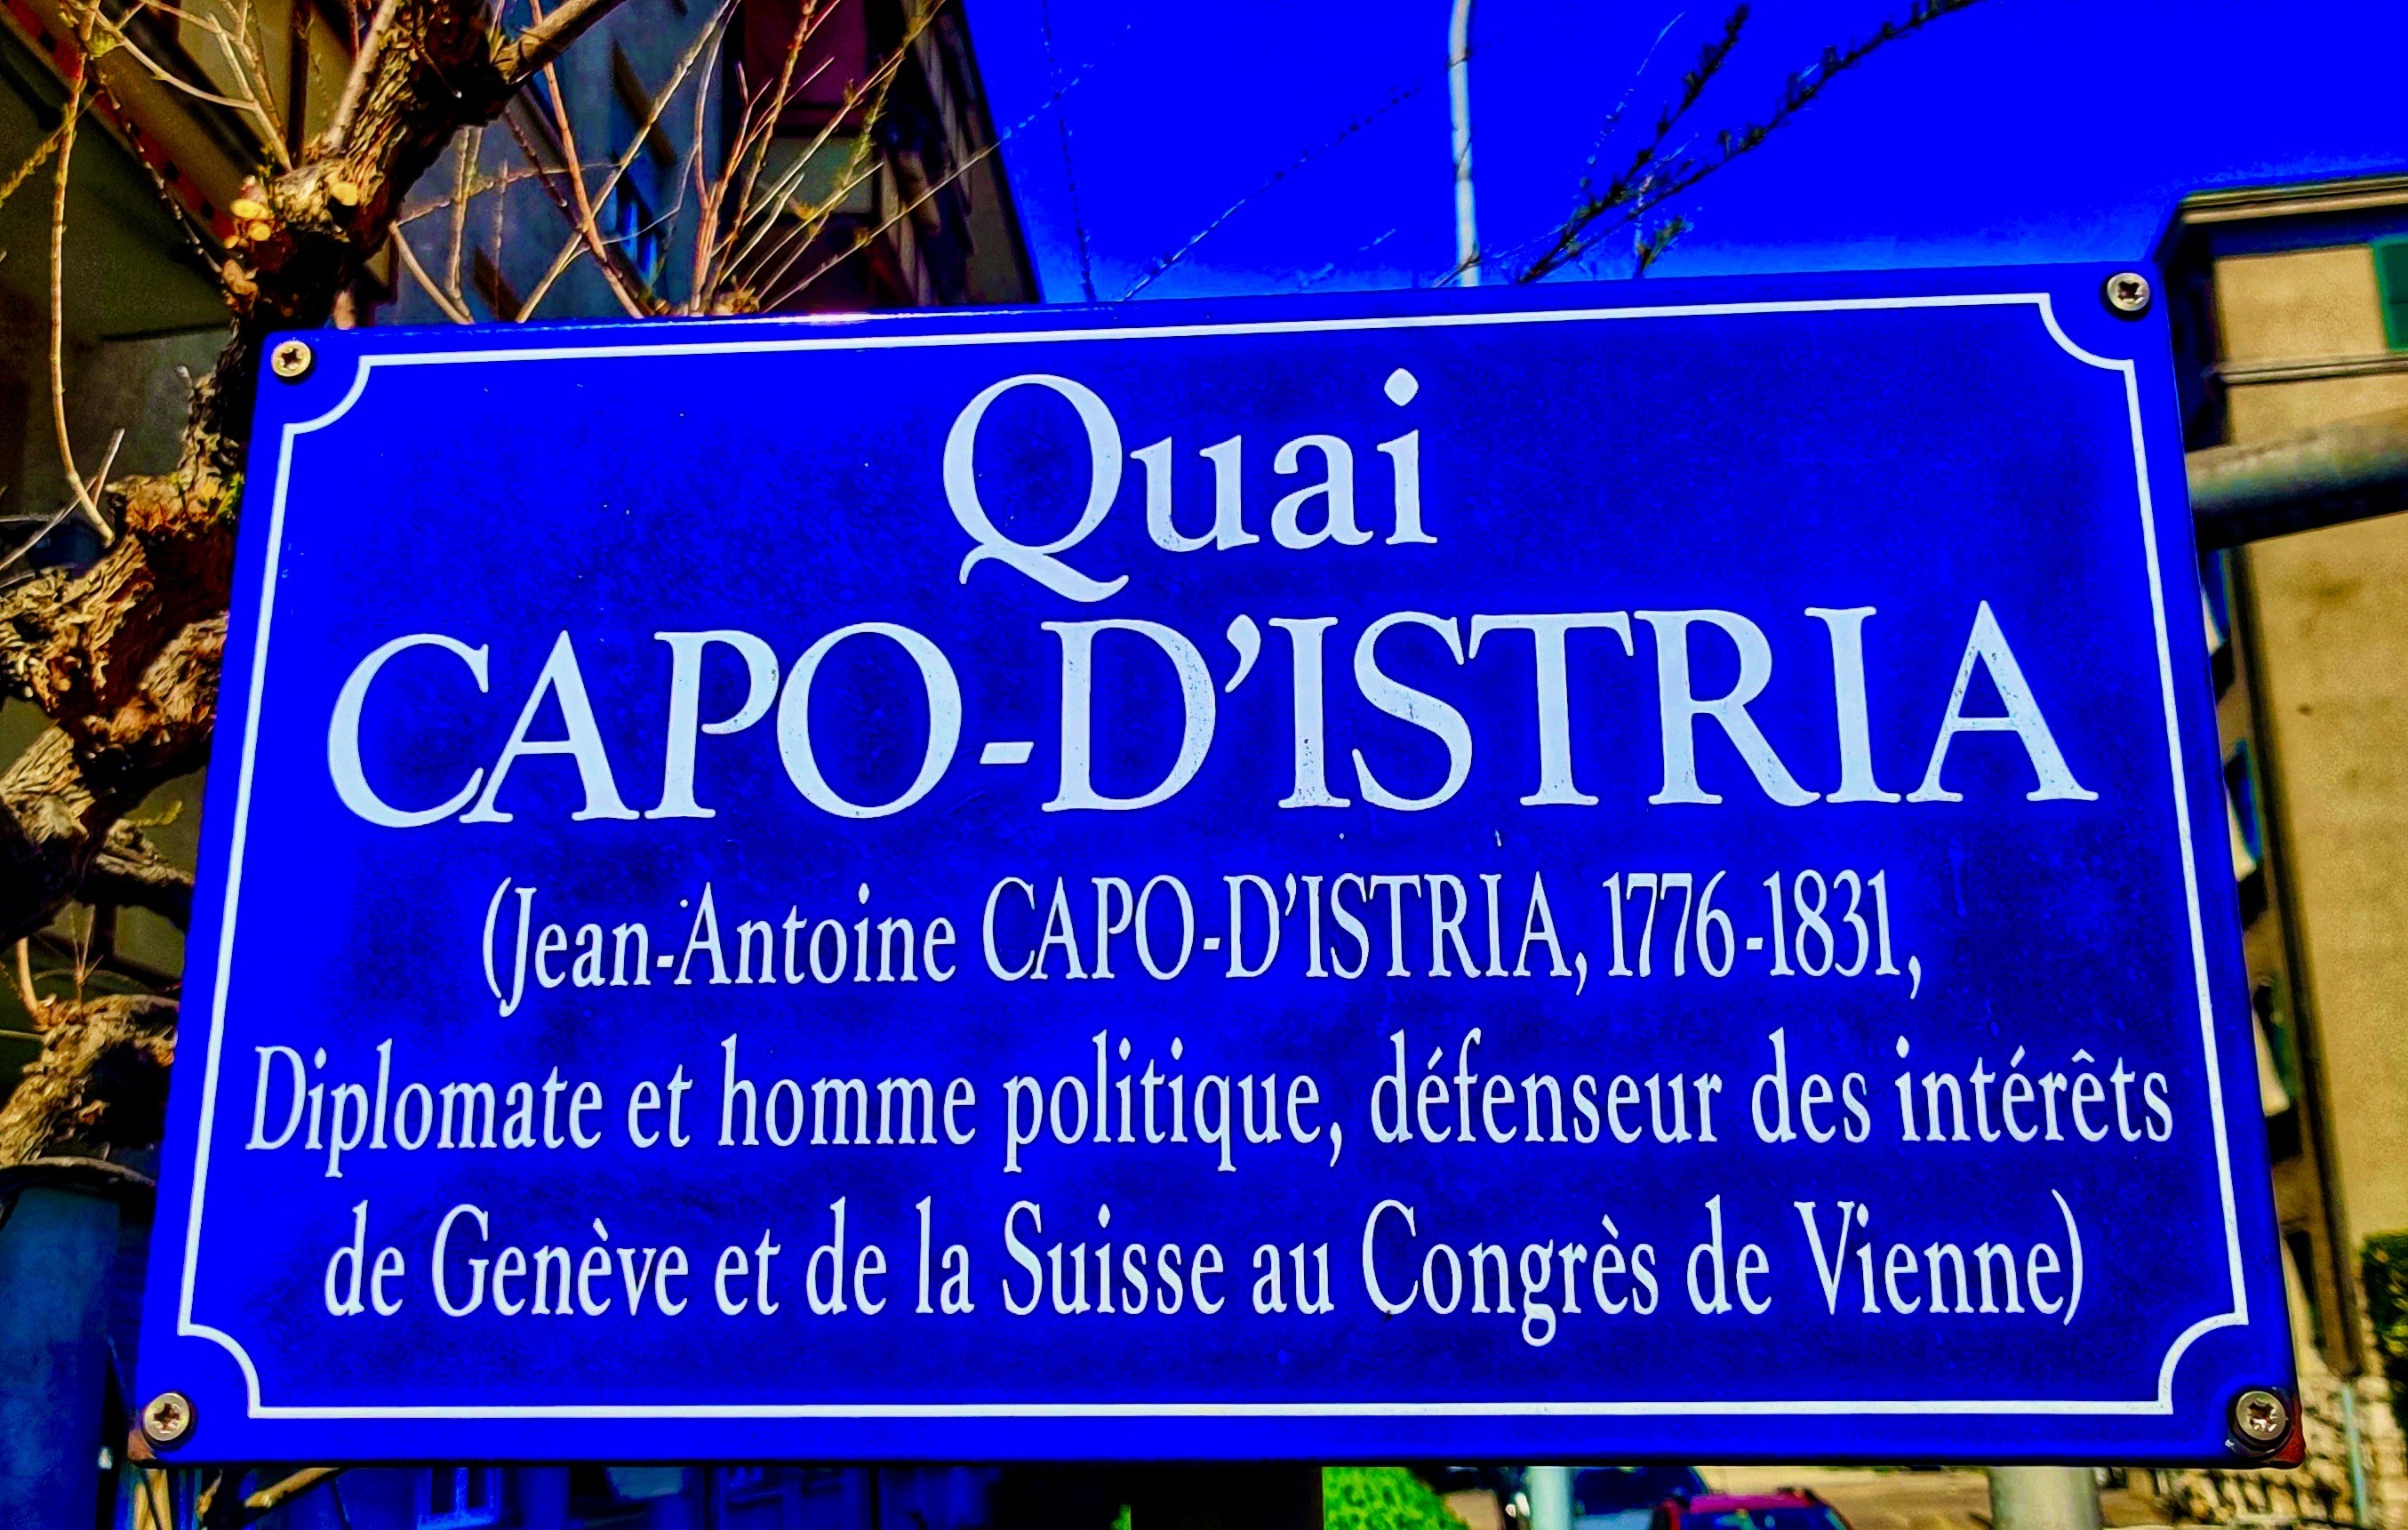 Quai
CAPO-D’ISTRIA
(Jean-Antoine CAPO-D’ISTRIA, 1776-1831,
Diplomate et homme politique, défenseur des intérêts
de Genève et de la Suisse au Congrès de Vienne)